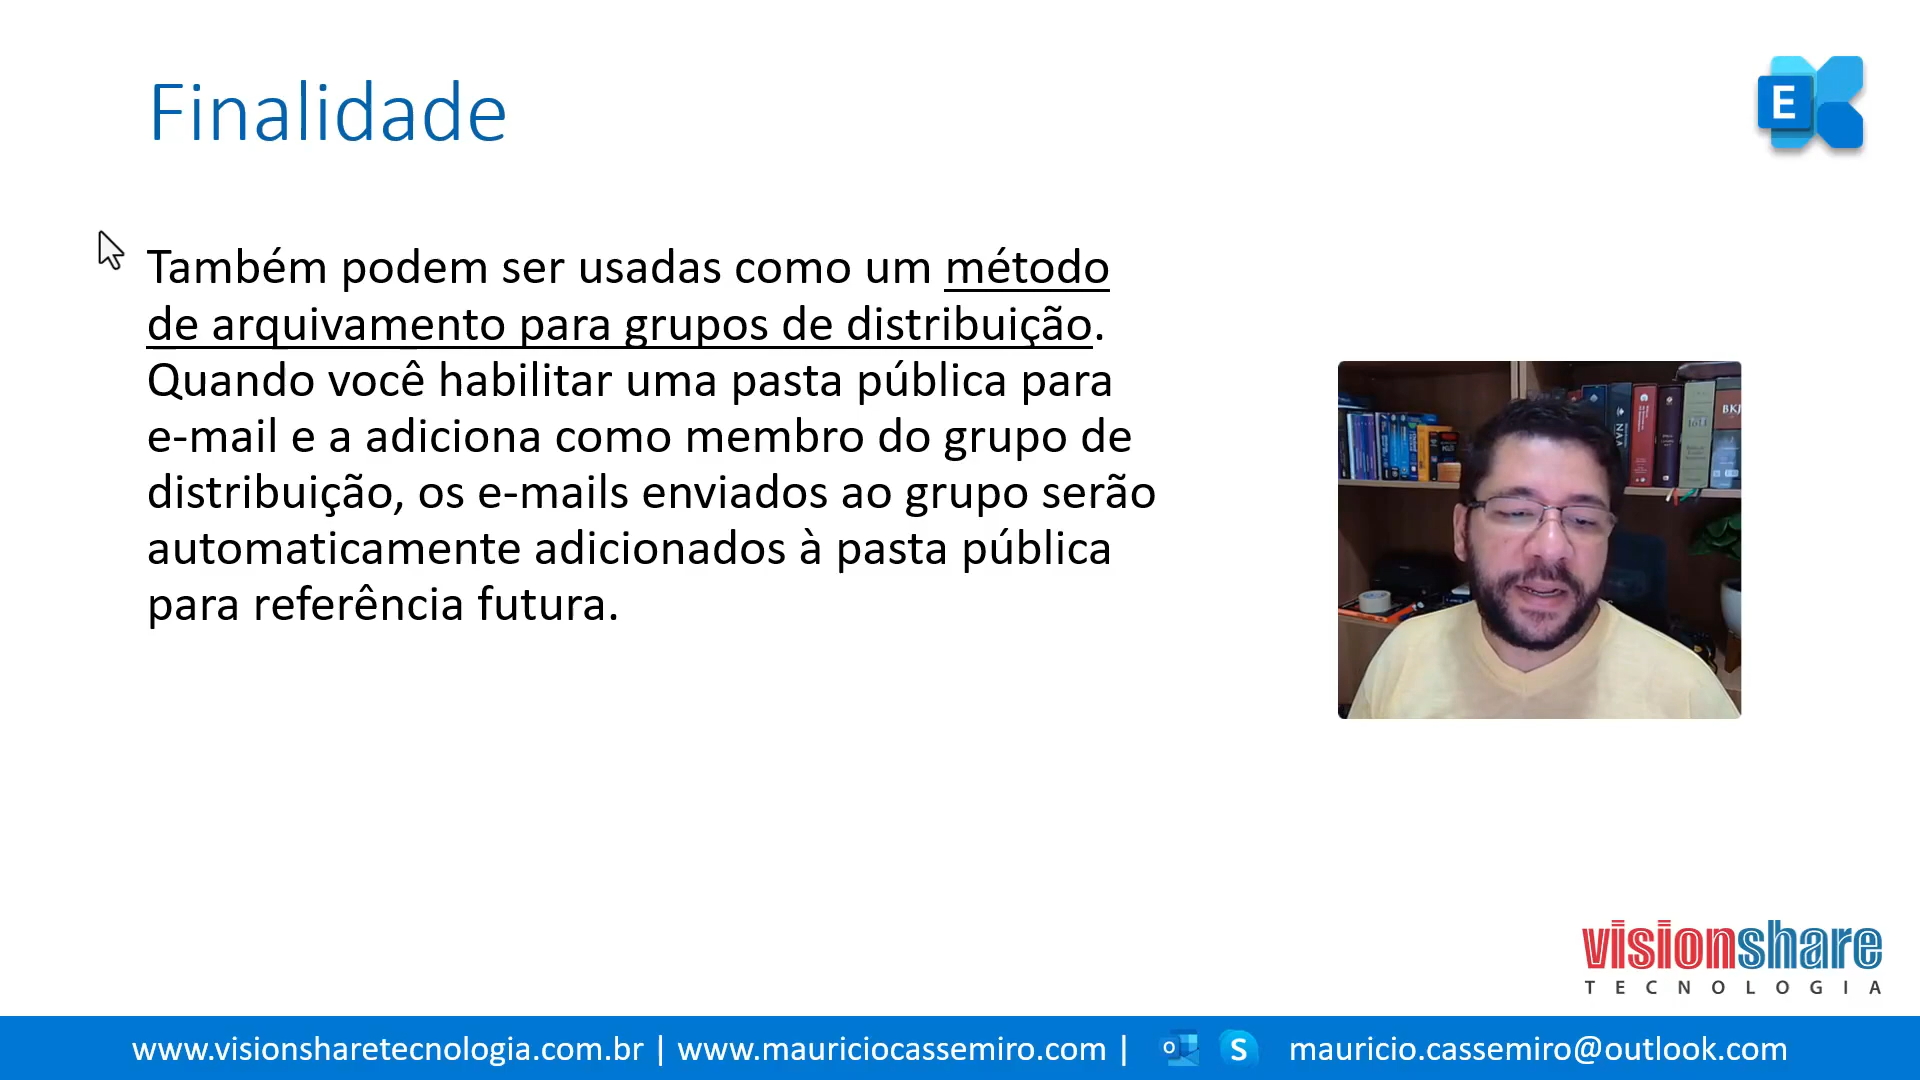 Finalidade
E
Também podem ser usadas como um método
de arquivamento para grupos de distribuição.
Quando você habilitar uma pasta pública para
e-mail e a adiciona como membro do grupo de
distribuição, os e-mails enviados ao grupo serão
automaticamente adicionados à pasta pública
para referência futura.
NAA
BKJ
visionshare
TECNOLOGIA
www.visionsharetecnologia.com.br | www.mauriciocassemiro.com | O S mauricio.cassemiro@outlook.com